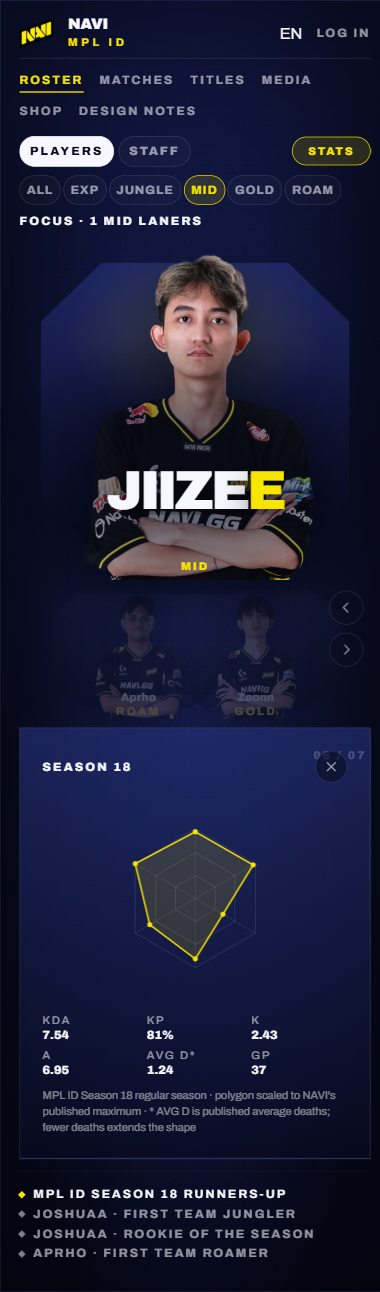 NAVI
MPL ID
EN LOG IN
ROSTER MATCHES TITLES MEDIA
SHOP DESIGN NOTES
PLAYERS STAFF STATS
ALL EXP JUNGLE MID GOLD ROAM
FOCUS · 1 MID LANERS
JIIZEE
NAVI.GG
MID
Aprho Zeonn
ROAM GOLD
SEASON 18
KDA KP K
7.54 81% 2.43
A AVG D* GP
6.95 1.24 37
MPL ID Season 18 regular season · polygon scaled to NAVI's
published maximum · * AVG D is published average deaths;
fewer deaths extends the shape
MPL ID SEASON 18 RUNNERS-UP
JOSHUAA · FIRST TEAM JUNGLER
JOSHUAA · ROOKIE OF THE SEASON
APRHO · FIRST TEAM ROAMER